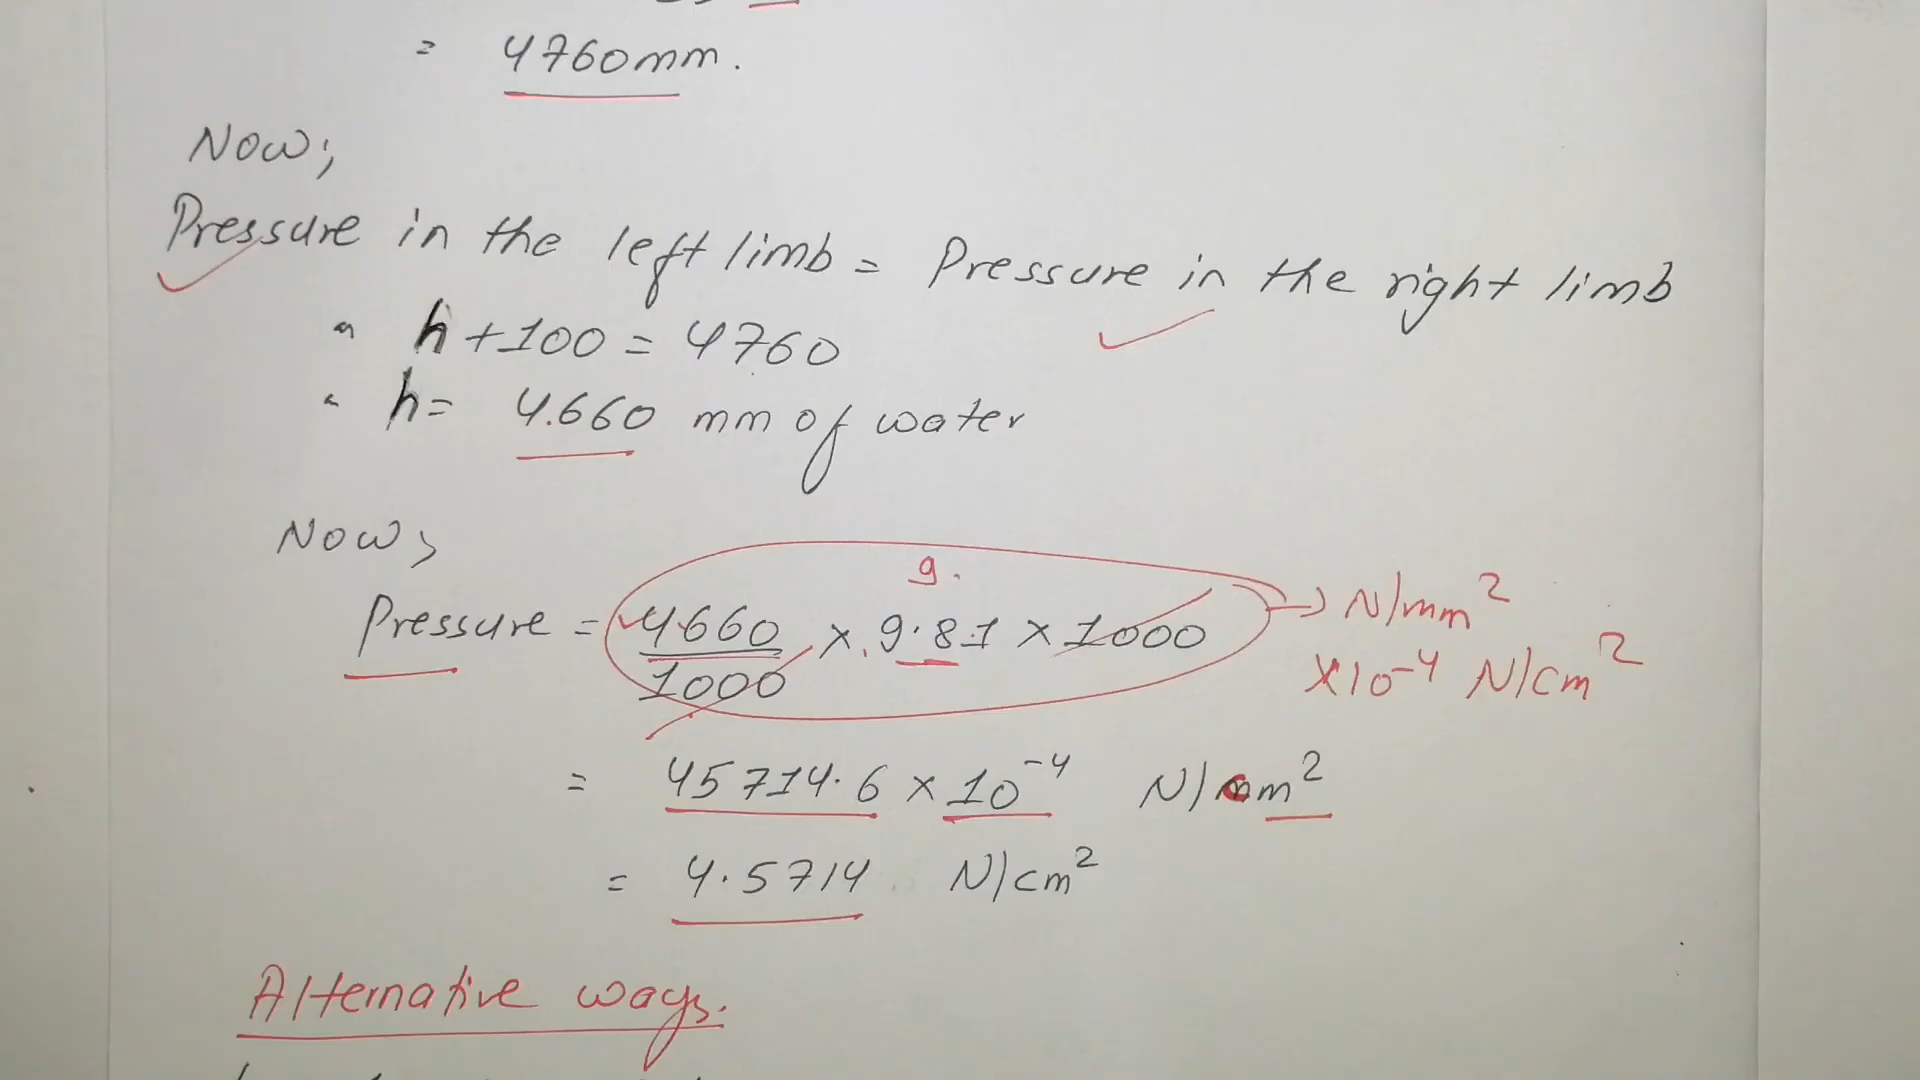 = 4760mm.
Now;
Pressure in the left limb = Pressure in the right limb
" h + 100 = 4760
" h = 4.660 mm of water
Now,
g.
Pressure = 4660/1000 × 9.81 × 1000 → N/mm²
×10⁻⁴ N/cm²
= 45714.6 × 10⁻⁴ N/cm²
= 4.5714 N/cm²
Alternative ways.